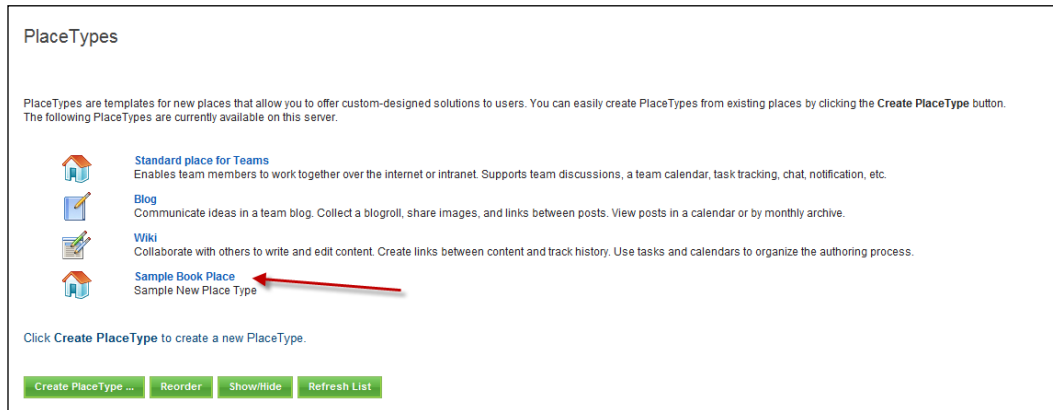 PlaceTypes
PlaceTypes are templates for new places that allow you to offer custom-designed solutions to users. You can easily create PlaceTypes from existing places by clicking the Create PlaceType button.
The following PlaceTypes are currently available on this server.
Standard place for Teams
Enables team members to work together over the internet or intranet. Supports team discussions, a team calendar, task tracking, chat, notification, etc.
Blog
Communicate ideas in a team blog. Collect a blogroll, share images, and links between posts. View posts in a calendar or by monthly archive.
Wiki
Collaborate with others to write and edit content. Create links between content and track history. Use tasks and calendars to organize the authoring process.
Sample Book Place
Sample New Place Type
Click Create PlaceType to create a new PlaceType.
Create PlaceType ... Reorder Show/Hide Refresh List